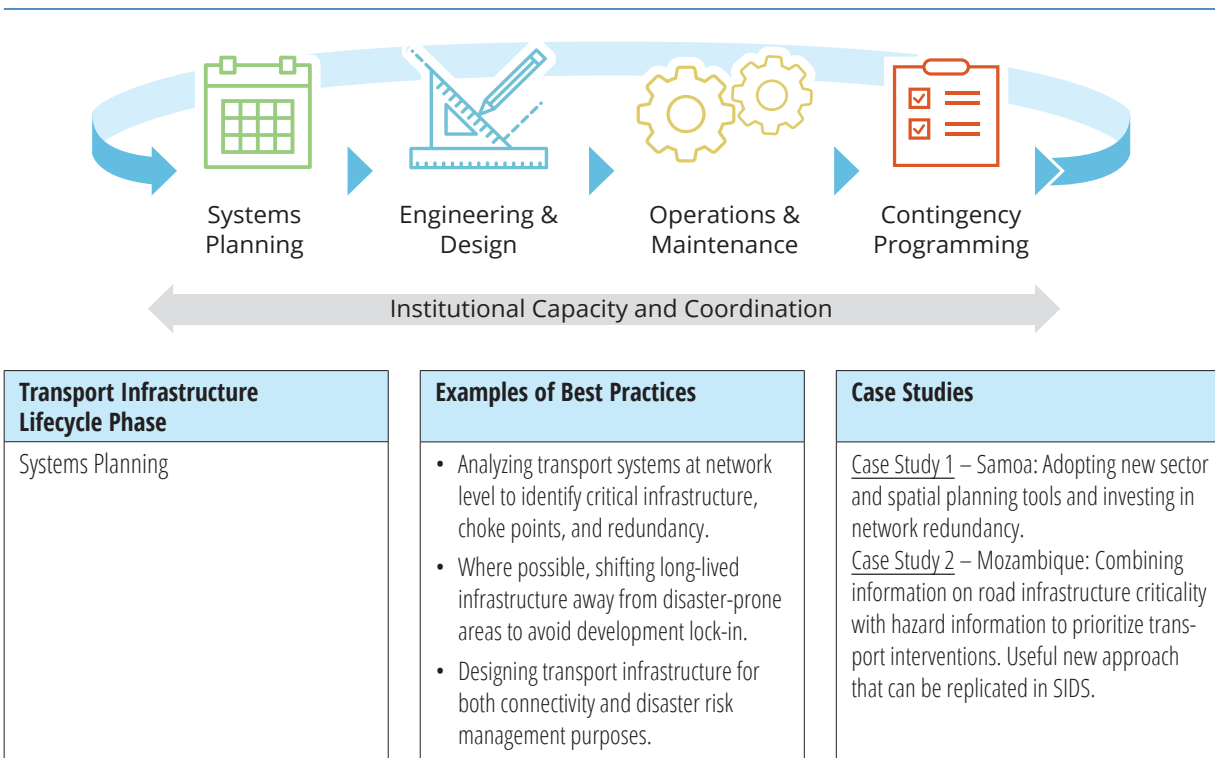 Systems
Planning
Engineering &
Design
Operations &
Maintenance
Contingency
Programming
Institutional Capacity and Coordination
Transport Infrastructure
Lifecycle Phase
Systems Planning
Examples of Best Practices
• Analyzing transport systems at network
level to identify critical infrastructure,
choke points, and redundancy.
• Where possible, shifting long-lived
infrastructure away from disaster-prone
areas to avoid development lock-in.
• Designing transport infrastructure for
both connectivity and disaster risk
management purposes.
Case Studies
Case Study 1 – Samoa: Adopting new sector
and spatial planning tools and investing in
network redundancy.
Case Study 2 – Mozambique: Combining
information on road infrastructure criticality
with hazard information to prioritize trans-
port interventions. Useful new approach
that can be replicated in SIDS.